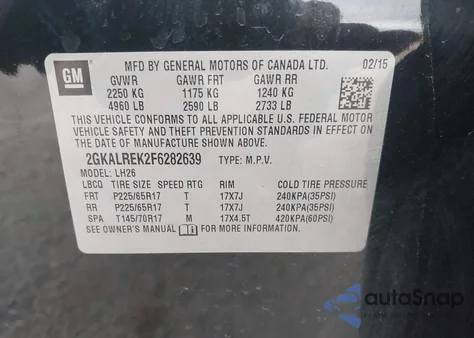 GM
MFD BY GENERAL MOTORS OF CANADA LTD. 02/15
GVWR GAWR FRT GAWR RR
2250 KG 1175 KG 1240 KG
4960 LB 2590 LB 2733 LB
THIS VEHICLE CONFORMS TO ALL APPLICABLE U.S. FEDERAL MOTOR
VEHICLE SAFETY AND THEFT PREVENTION STANDARDS IN EFFECT ON
THE DATE OF MANUFACTURE SHOWN ABOVE.
2GKALREK2F6282639 TYPE: M.P.V.
MODEL: LH26
LBCQ TIRE SIZE SPEED RTG RIM COLD TIRE PRESSURE
FRT P225/65R17 T 17X7J 240KPA(35PSI)
RR P225/65R17 T 17X7J 240KPA(35PSI)
SPA T145/70R17 M 17X4.5T 420KPA(60PSI)
SEE OWNER'S MANUAL FOR MORE INFORMATION.
autoSnap